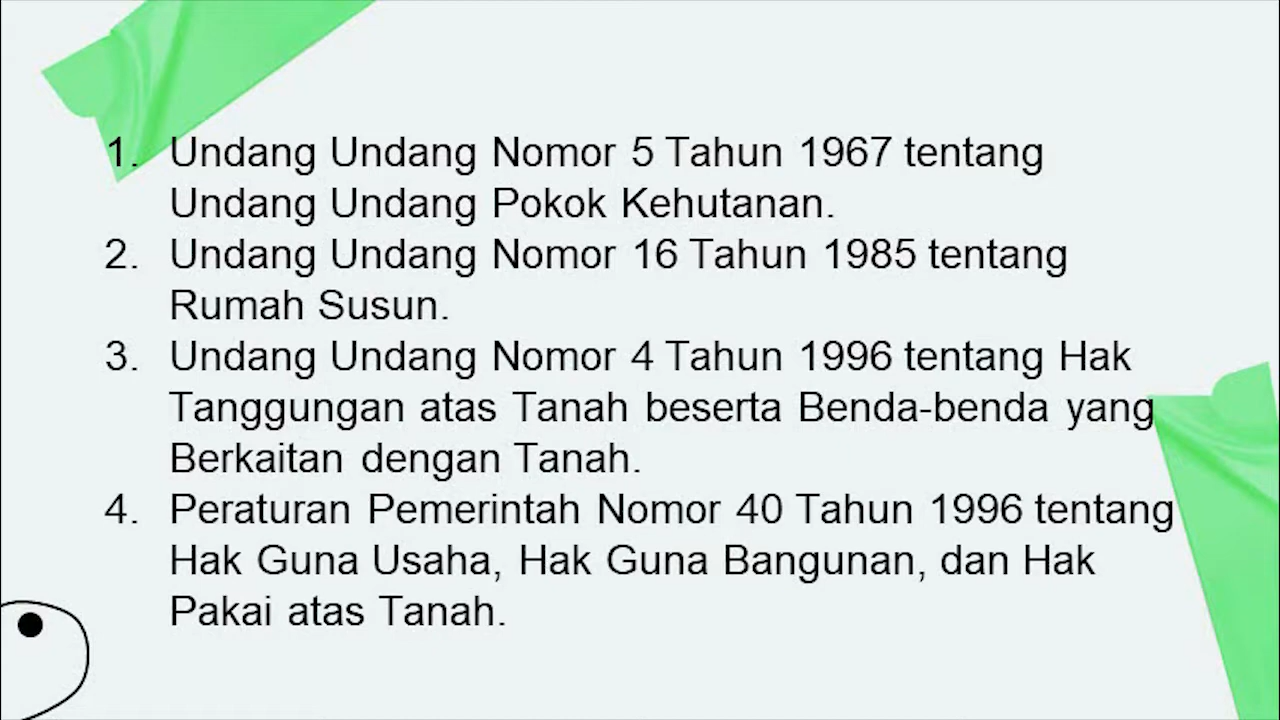 1. Undang Undang Nomor 5 Tahun 1967 tentang
Undang Undang Pokok Kehutanan.
2. Undang Undang Nomor 16 Tahun 1985 tentang
Rumah Susun.
3. Undang Undang Nomor 4 Tahun 1996 tentang Hak
Tanggungan atas Tanah beserta Benda-benda yang
Berkaitan dengan Tanah.
4. Peraturan Pemerintah Nomor 40 Tahun 1996 tentang
Hak Guna Usaha, Hak Guna Bangunan, dan Hak
Pakai atas Tanah.